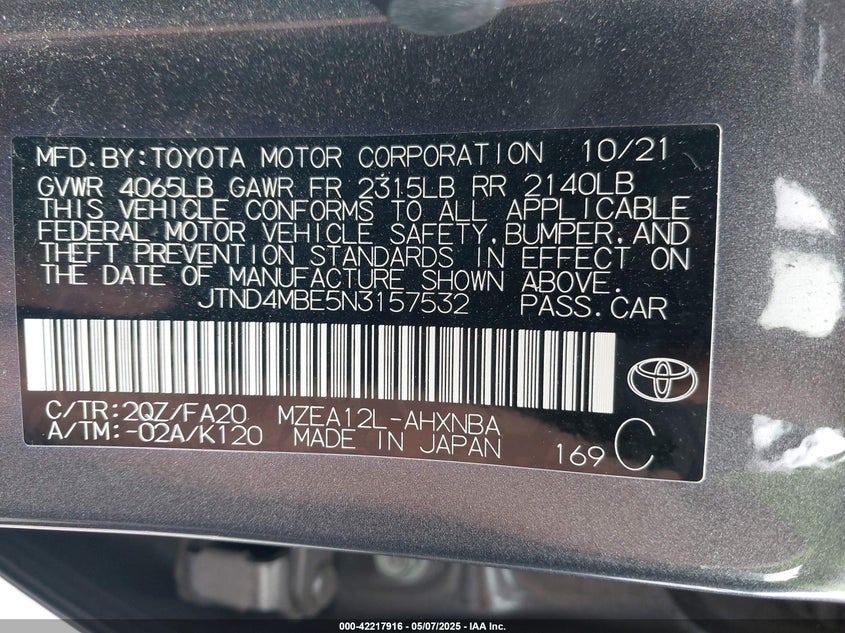 MFD. BY: TOYOTA MOTOR CORPORATION 10/21
GVWR 4065LB GAWR FR 2315LB RR 2140LB
THIS VEHICLE CONFORMS TO ALL APPLICABLE
FEDERAL MOTOR VEHICLE SAFETY, BUMPER, AND
THEFT PREVENTION STANDARDS IN EFFECT ON
THE DATE OF MANUFACTURE SHOWN ABOVE.
JTND4MBE5N3157532 PASS. CAR
C/TR: 2QZ/FA20 MZEA12L-AHXNBA
A/TM: -02A/K120 MADE IN JAPAN
169 C
000-42217916 - 05/07/2025 - IAA Inc.